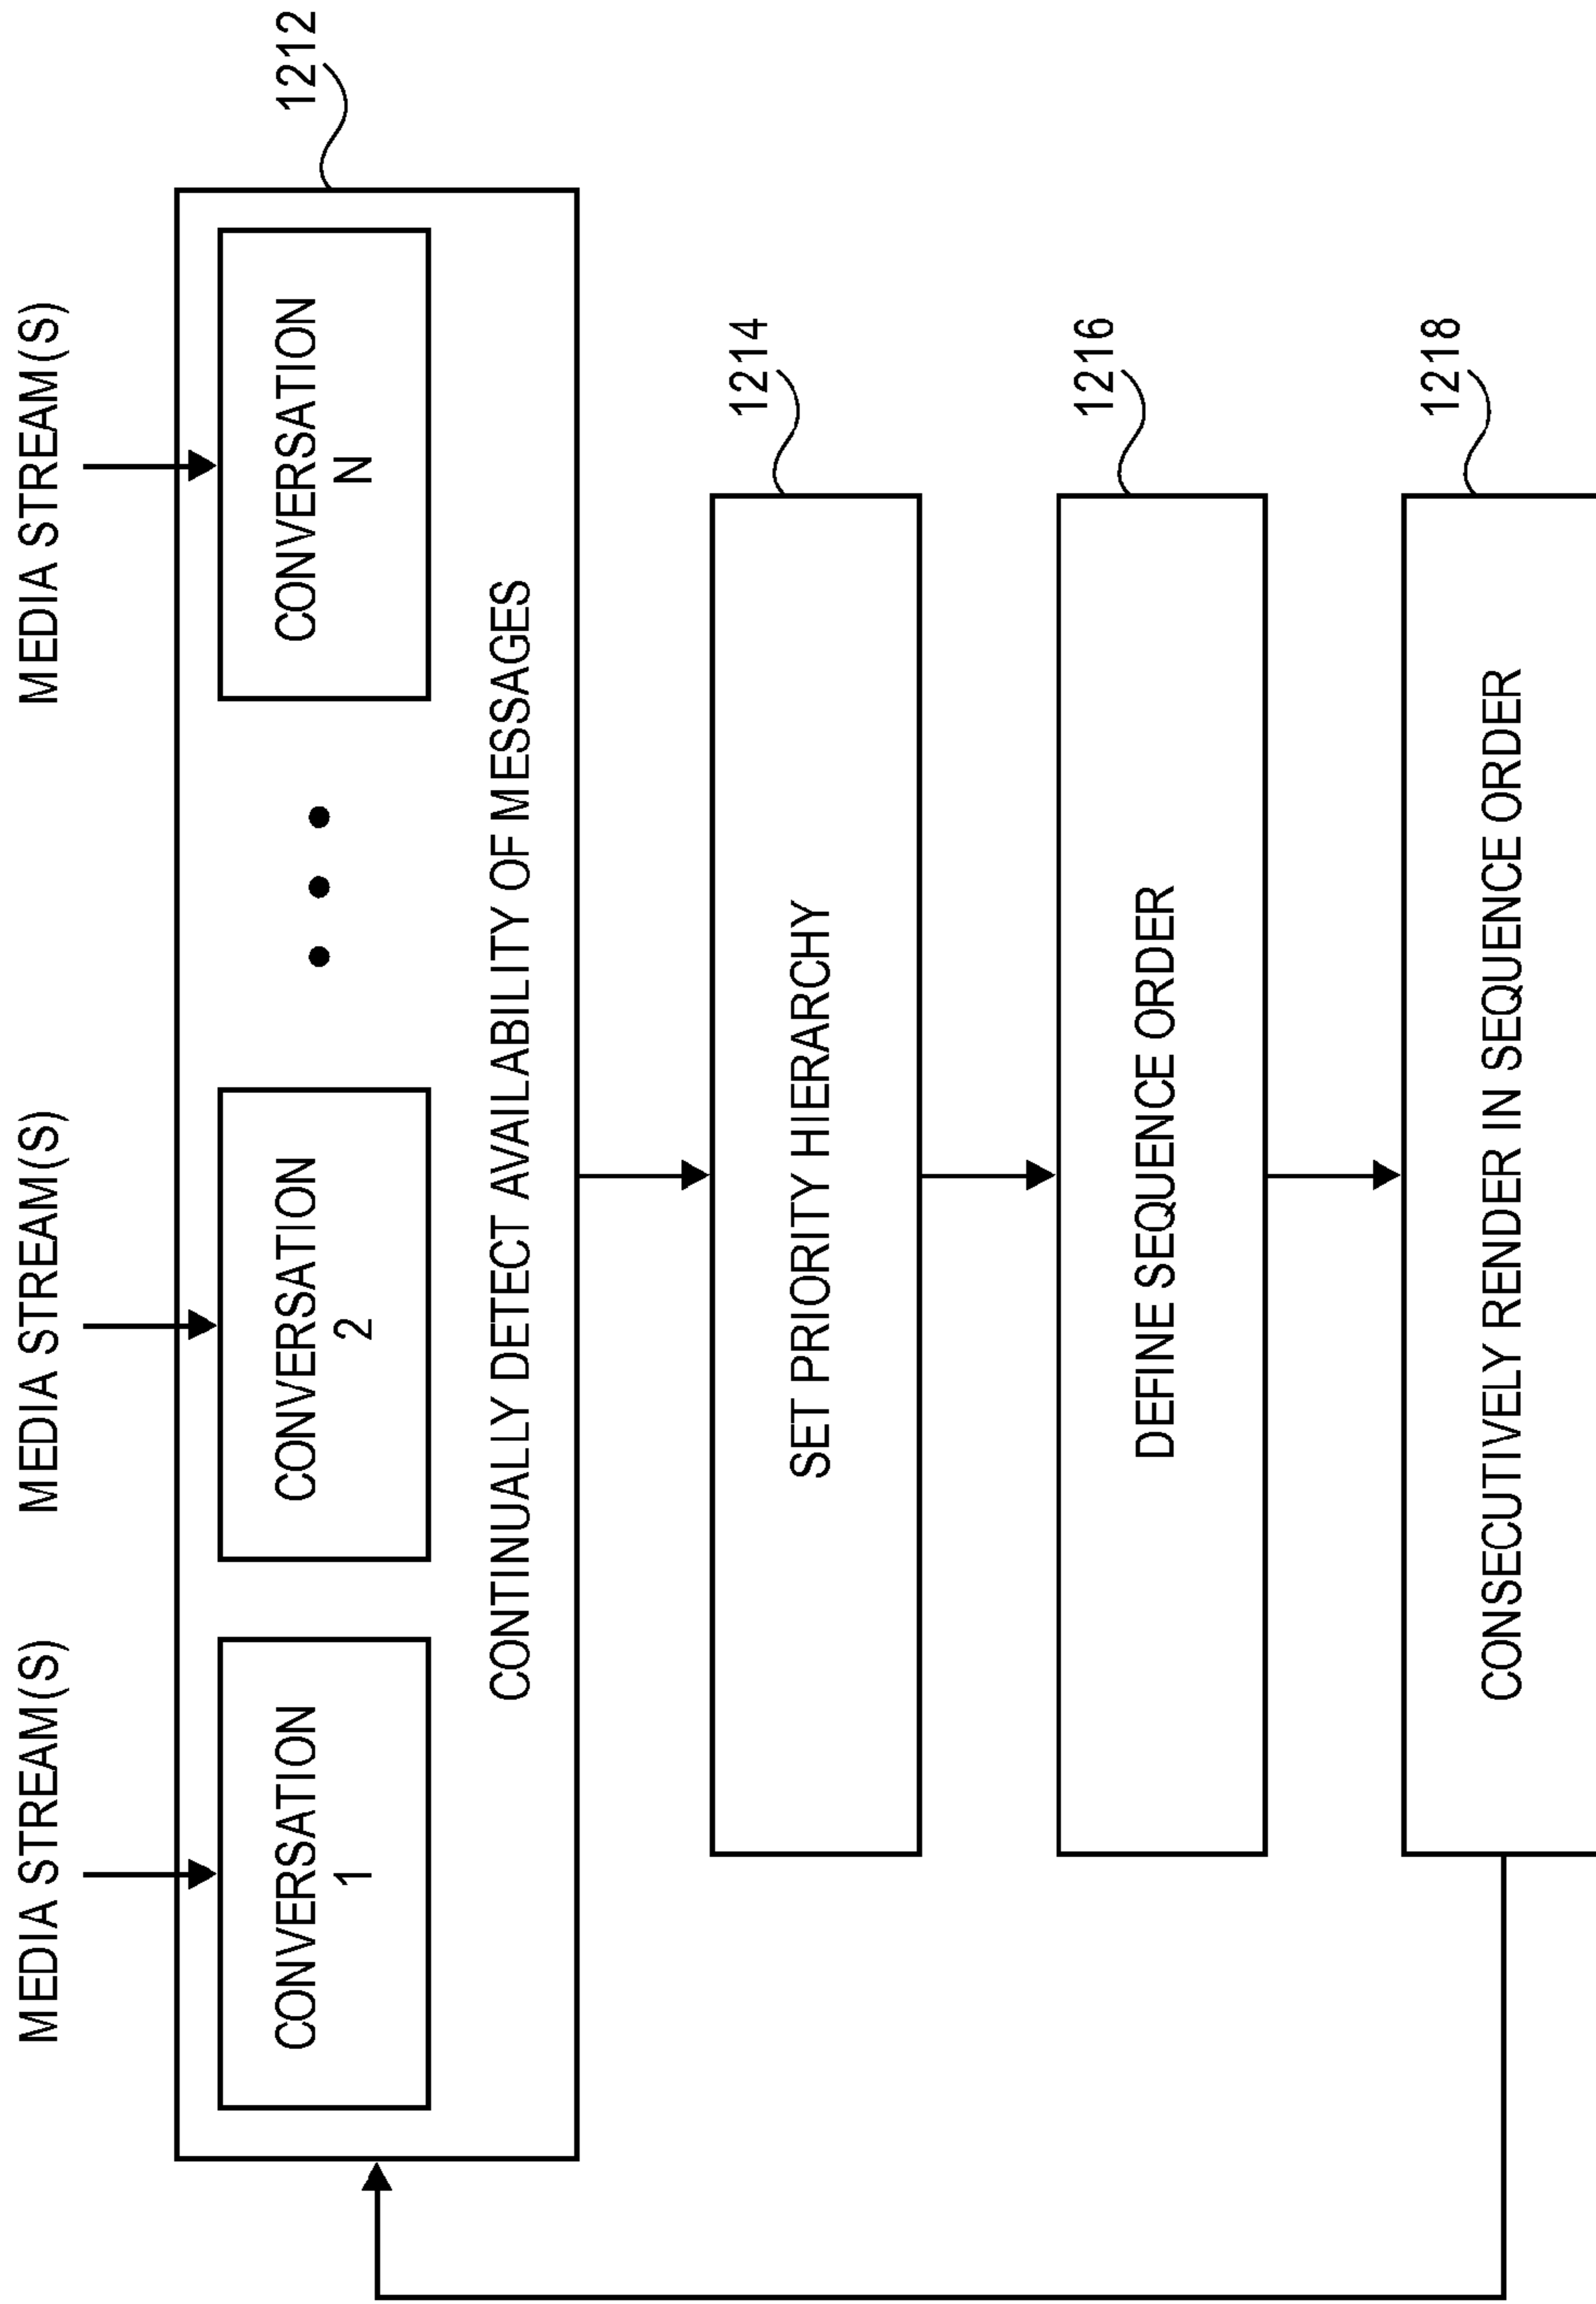 MEDIA STREAM(S)
MEDIA STREAM(S)
MEDIA STREAM(S)
1212
CONVERSATION
1
CONVERSATION
2
CONVERSATION
N
CONTINUALLY DETECT AVAILABILITY OF MESSAGES
1214
SET PRIORITY HIERARCHY
1216
DEFINE SEQUENCE ORDER
1218
CONSECUTIVELY RENDER IN SEQUENCE ORDER